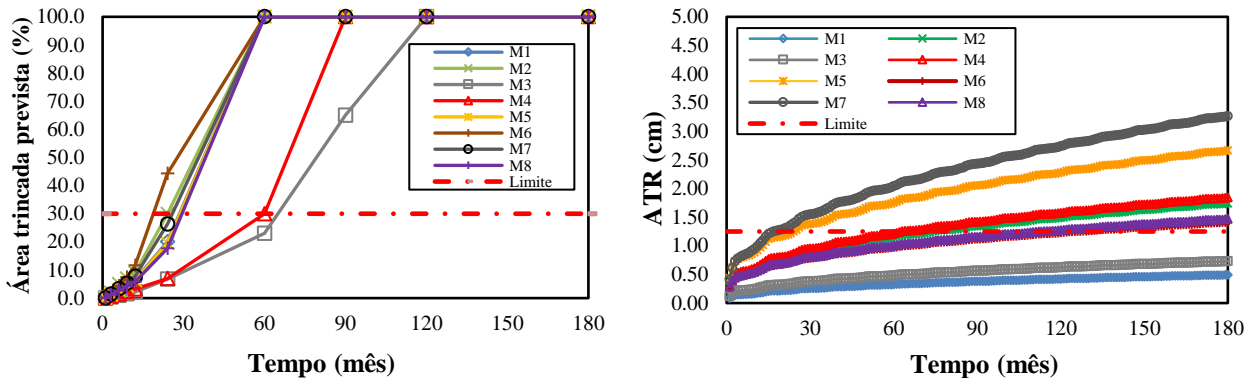 Área trincada prevista (%)
100.0
90.0
80.0
70.0
60.0
50.0
40.0
30.0
20.0
10.0
0.0
0
30
60
90
120
150
180
Tempo (mês)
M1
M2
M3
M4
M5
M6
M7
M8
Limite
ATR (cm)
5.00
4.50
4.00
3.50
3.00
2.50
2.00
1.50
1.00
0.50
0.00
0
30
60
90
120
150
180
Tempo (mês)
M1
M2
M3
M4
M5
M6
M7
M8
Limite